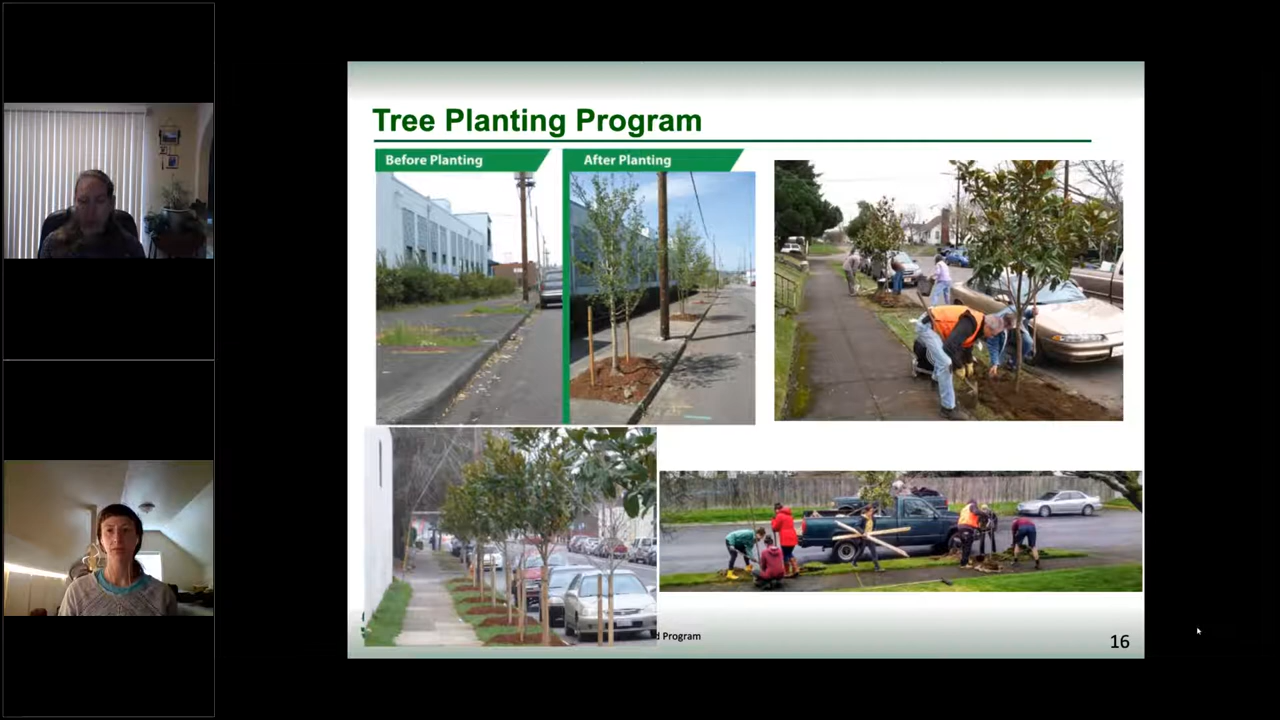 Tree Planting Program
Before Planting
After Planting
Program
16